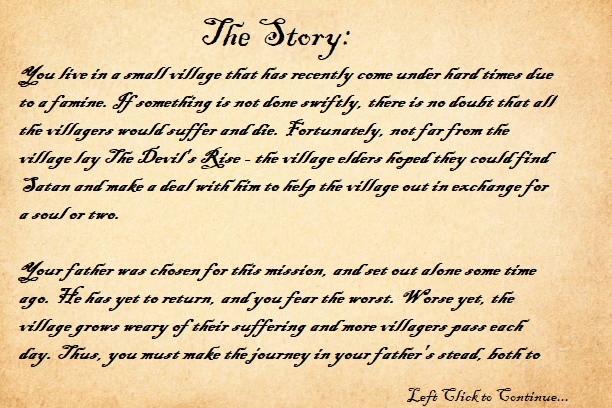 The Story:
You live in a small village that has recently come under hard times due
to a famine. If something is not done swiftly, there is no doubt that all
the villagers would suffer and die. Fortunately, not far from the
village lay The Devil's Rise - the village elders hoped they could find
Satan and make a deal with him to help the village out in exchange for
a soul or two.
Your father was chosen for this mission, and set out alone some time
ago. He has yet to return, and you fear the worst. Worse yet, the
village grows weary of their suffering and more villagers pass each
day. Thus, you must make the journey in your father's stead, both to
Left Click to Continue...